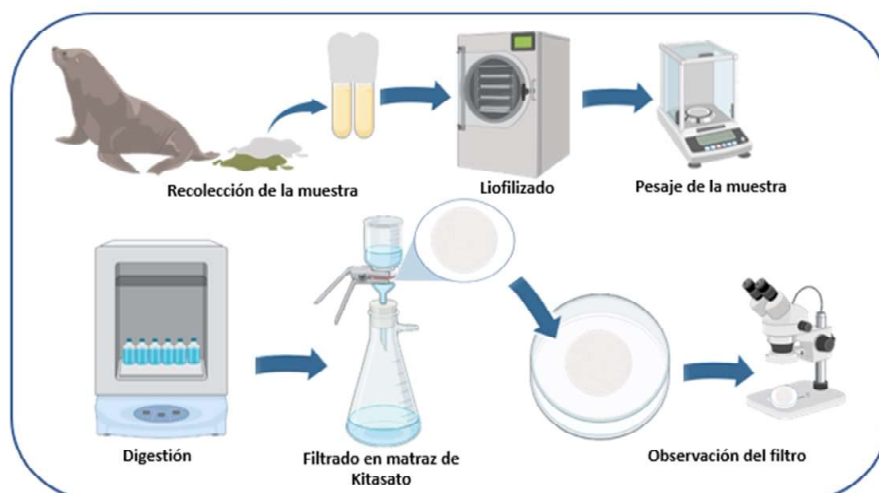 Recolección de la muestra
Liofilizado
Pesaje de la muestra
Digestión
Filtrado en matraz de
Kitasato
Observación del filtro